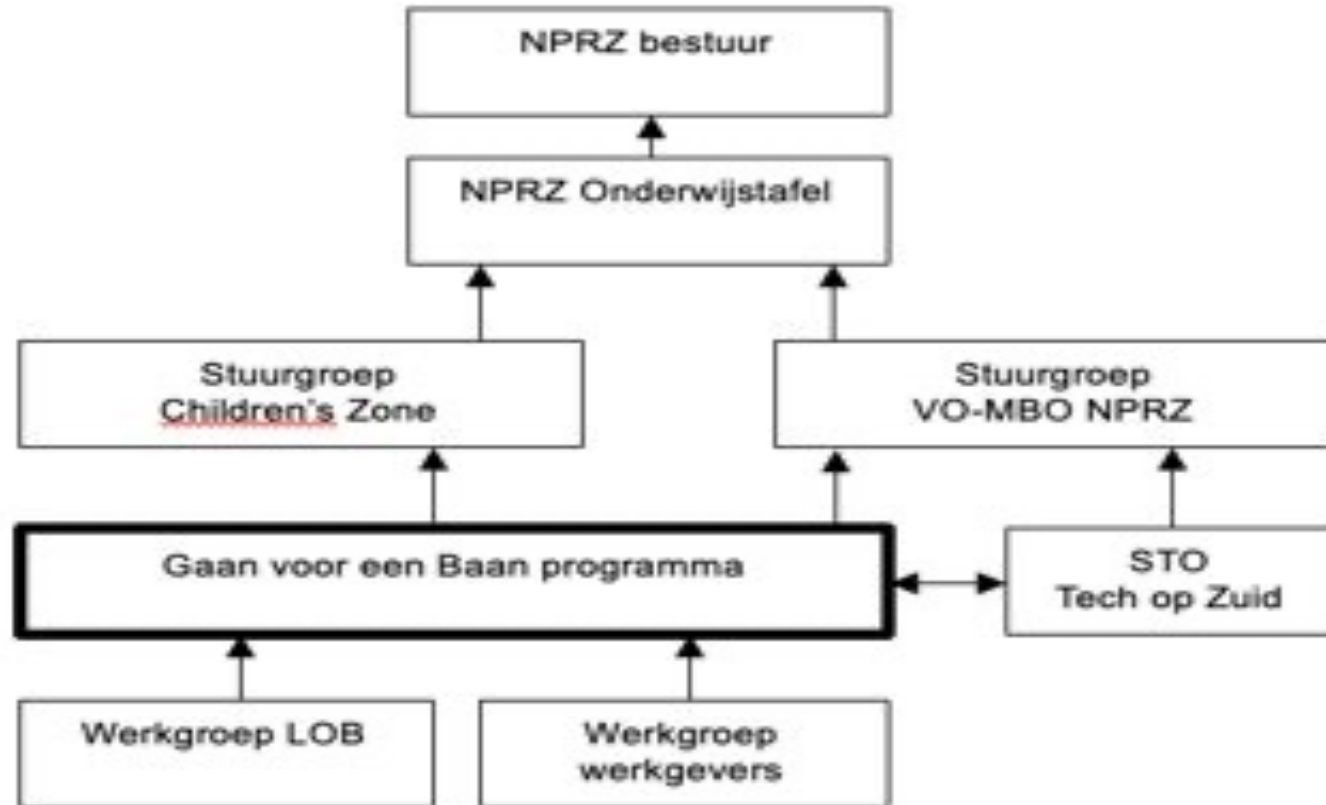 NPRZ bestuur
NPRZ Onderwijstafel
Stuurgroep
Children's Zone
Stuurgroep
VO-MBO NPRZ
Gaan voor een Baan programma
STO
Tech op Zuid
Werkgroep LOB
Werkgroep
werkgevers